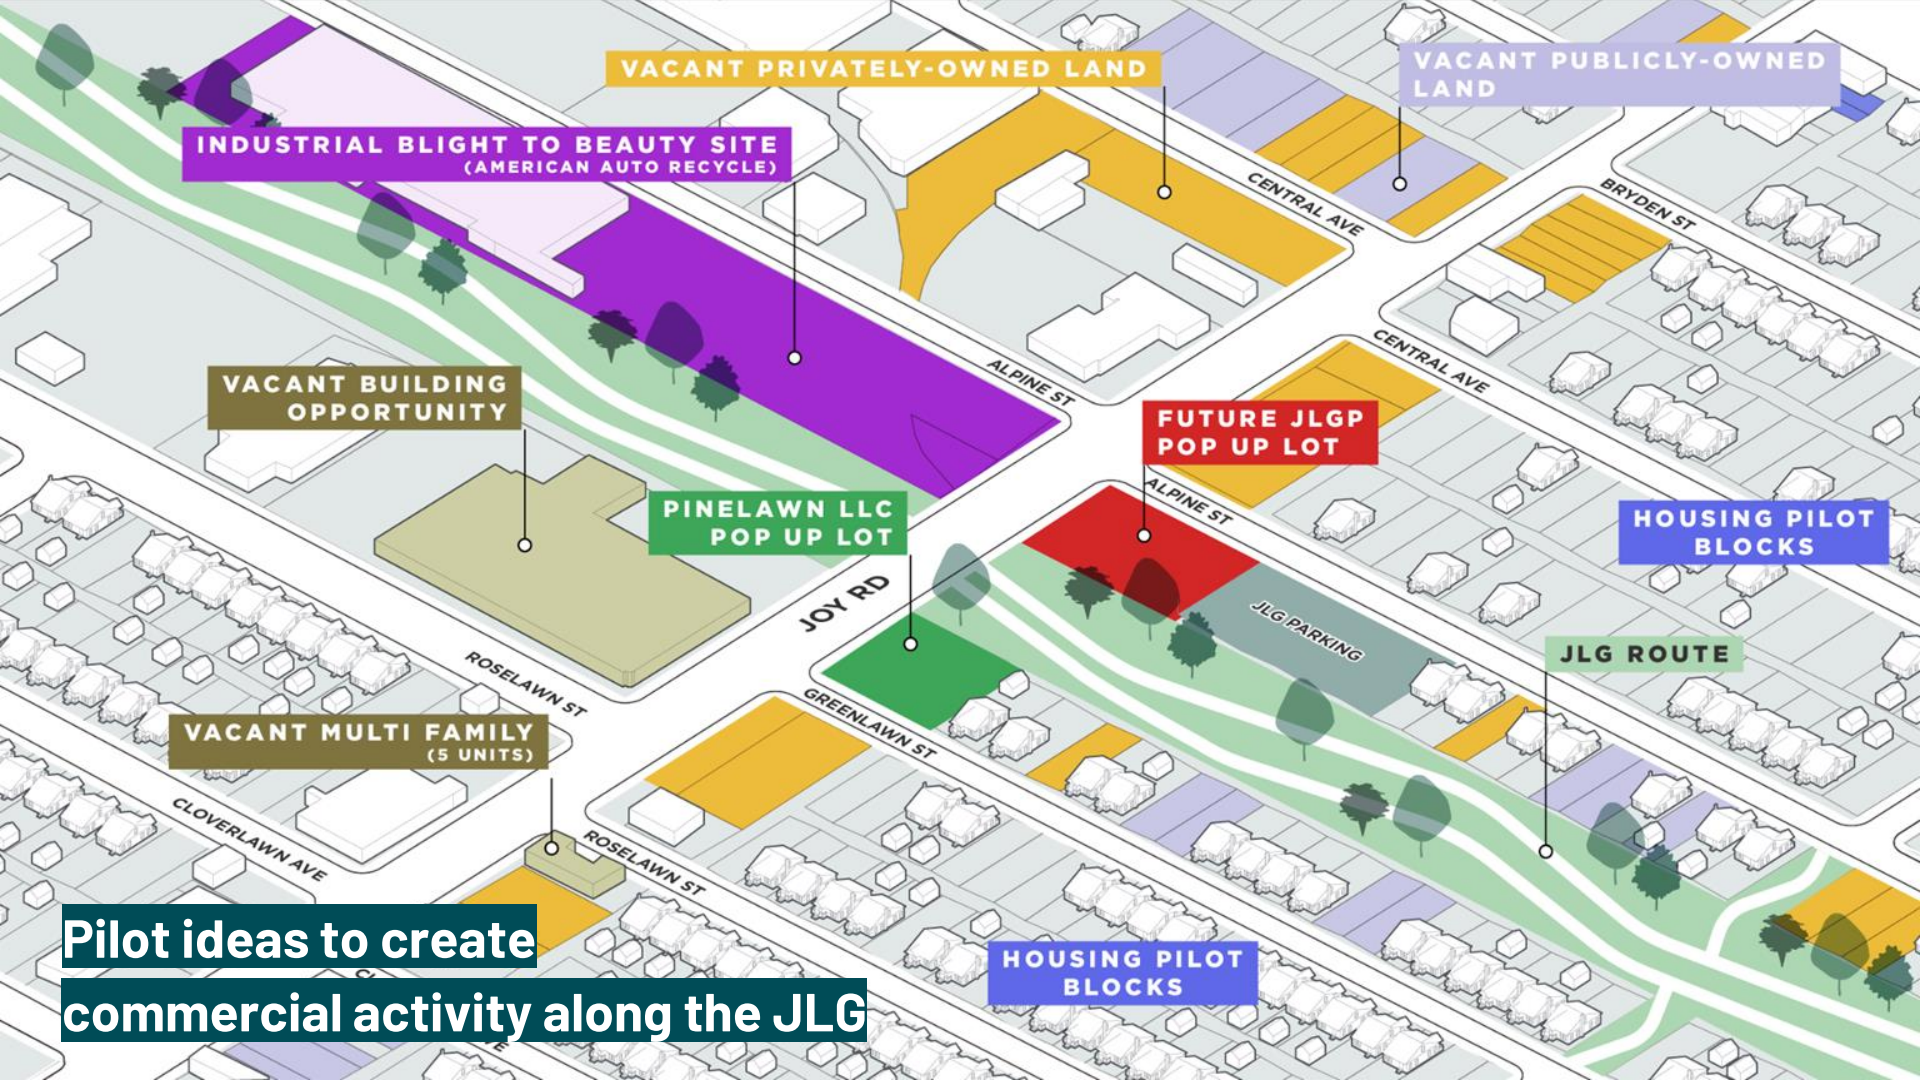 VACANT PRIVATELY-OWNED LAND
VACANT PUBLICLY-OWNED
LAND
INDUSTRIAL BLIGHT TO BEAUTY SITE
(AMERICAN AUTO RECYCLE)
CENTRAL AVE
BRYDEN ST
ALPINE ST
CENTRAL AVE
VACANT BUILDING
OPPORTUNITY
FUTURE JLGP
POP UP LOT
ALPINE ST
PINELAWN LLC
POP UP LOT
HOUSING PILOT
BLOCKS
JOY RD
JLG PARKING
JLG ROUTE
ROSELAWN ST
GREENLAWN ST
VACANT MULTI FAMILY
(5 UNITS)
CLOVERLAWN AVE
ROSELAWN ST
Pilot ideas to create
commercial activity along the JLG
HOUSING PILOT
BLOCKS